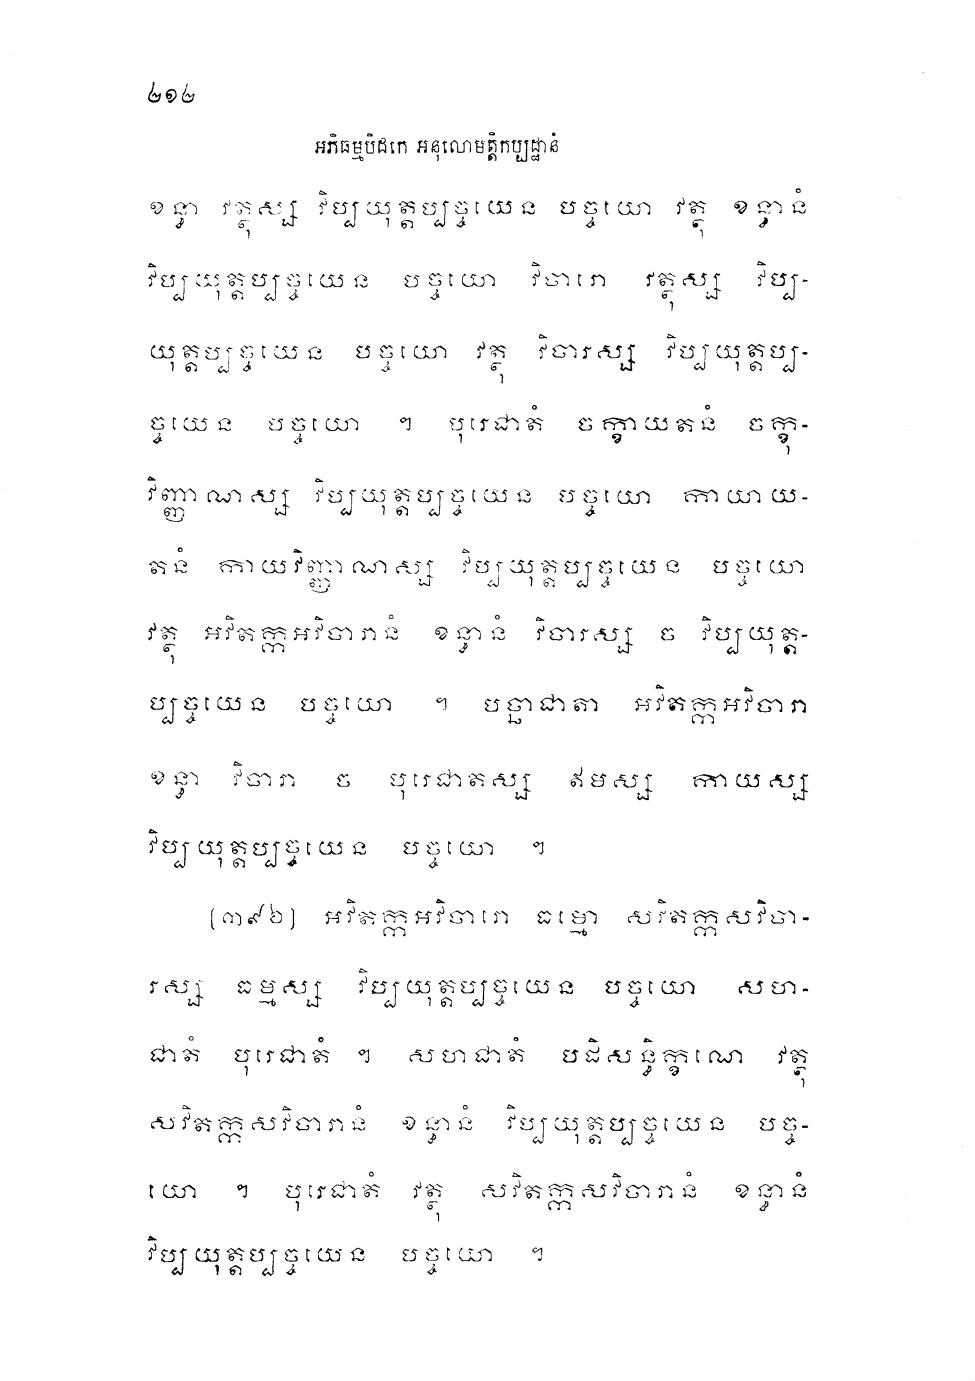 ២១២
អភិធម្មបិដកេ អនុលោមត្តិកប្បដ្ឋានំ
ខន្ធា វត្ថុស្ស វិប្បយុត្តប្បច្ចយេន បច្ចយោ វត្ថុ ខន្ធានំ
វិប្បយុត្តប្បច្ចយេន បច្ចយោ វិចារោ វត្ថុស្ស វិប្ប-
យុត្តប្បច្ចយេន បច្ចយោ វត្ថុ វិចារស្ស វិប្បយុត្តប្ប-
ច្ចយេន បច្ចយោ ។ បុរេជាតំ ចក្ខាយតនំ ចក្ខុ-
វិញ្ញាណស្ស វិប្បយុត្តប្បច្ចយេន បច្ចយោ កាយាយ-
តនំ កាយវិញ្ញាណស្ស វិប្បយុត្តប្បច្ចយេន បច្ចយោ
វត្ថុ អវិតក្កអវិចារានំ ខន្ធានំ វិចារស្ស ច វិប្បយុត្ត-
ប្បច្ចយេន បច្ចយោ ។ បច្ឆាជាតា អវិតក្កអវិចារា
ខន្ធា វិចារា ច បុរេជាតស្ស ឥមស្ស កាយស្ស
វិប្បយុត្តប្បច្ចយេន បច្ចយោ ។
(៣៩៦) អវិតក្កអវិចារោ ធម្មោ សវិតក្កសវិចា-
រស្ស ធម្មស្ស វិប្បយុត្តប្បច្ចយេន បច្ចយោ សហ-
ជាតំ បុរេជាតំ ។ សហជាតំ បដិសន្ធិក្ខណេ វត្ថុ
សវិតក្កសវិចារានំ ខន្ធានំ វិប្បយុត្តប្បច្ចយេន បច្ច-
យោ ។ បុរេជាតំ វត្ថុ សវិតក្កសវិចារានំ ខន្ធានំ
វិប្បយុត្តប្បច្ចយេន បច្ចយោ ។